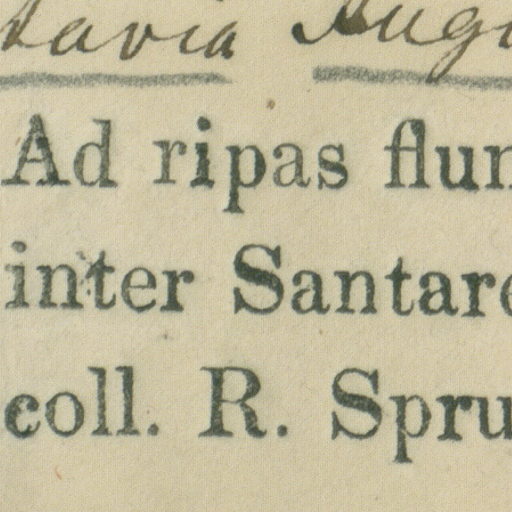 Ad ripas flun
inter Santare
coll. R. Spru